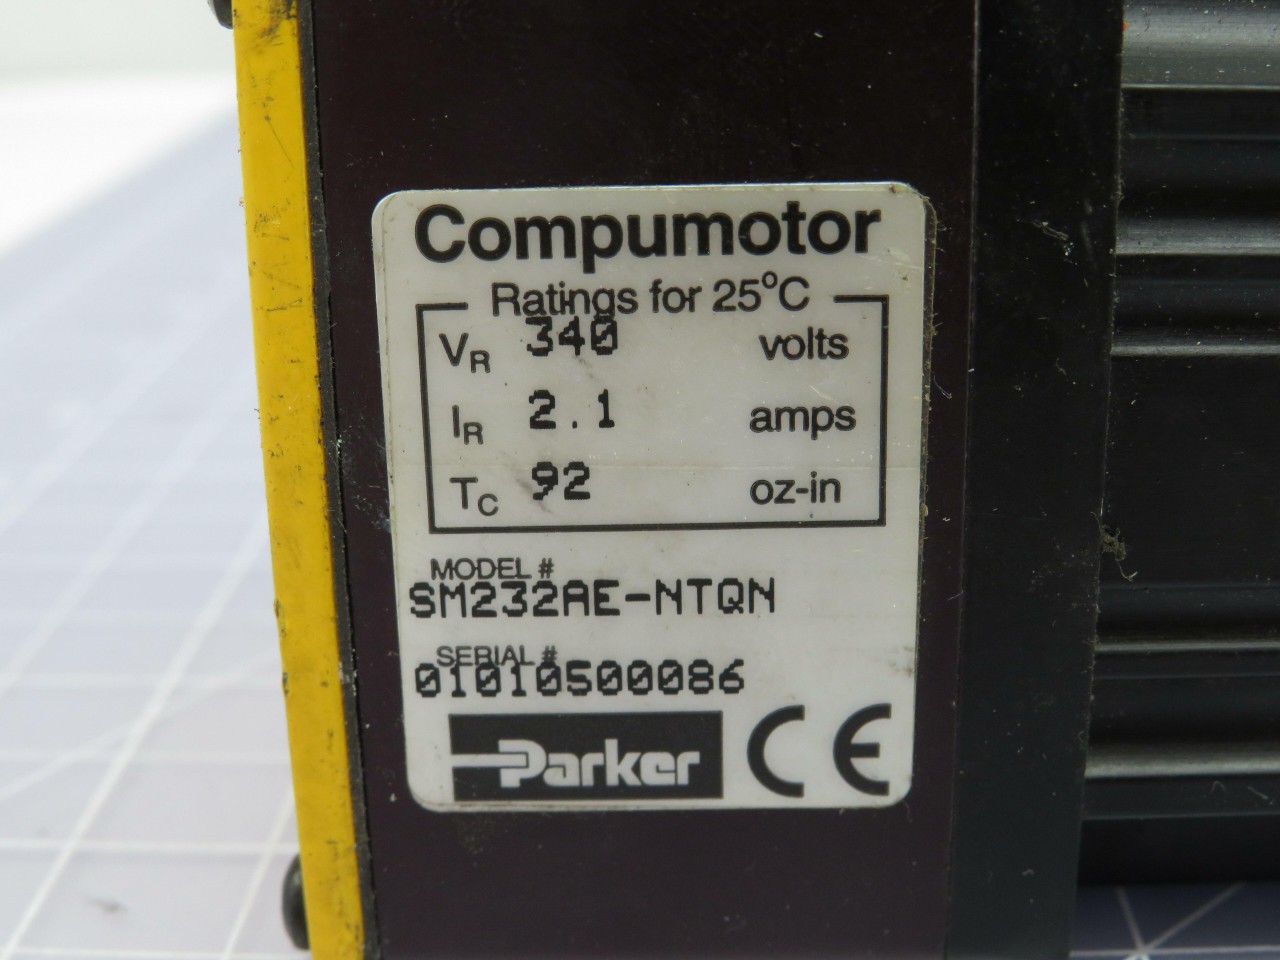 Compumotor
Ratings for 25°C
VR 340 volts
IR 2.1 amps
TC 92 oz-in
MODEL #
SM232AE-NTQN
SERIAL #
01010500086
Parker CE